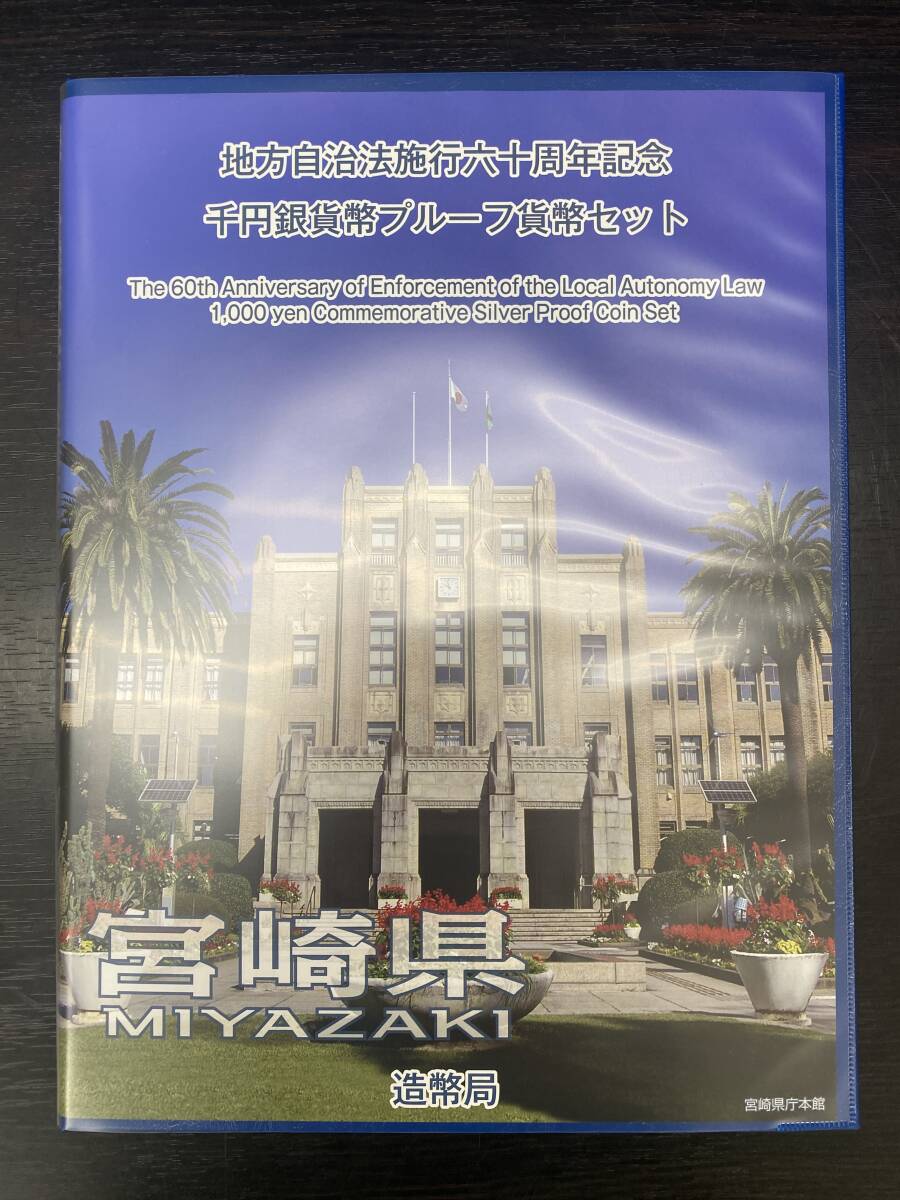 地方自治法施行六十周年記念
千円銀貨幣プルーフ貨幣セット
The 60th Anniversary of Enforcement of the Local Autonomy Law
1,000 yen Commemorative Silver Proof Coin Set
宮崎県
MIYAZAKI
造幣局
宮崎県庁本館